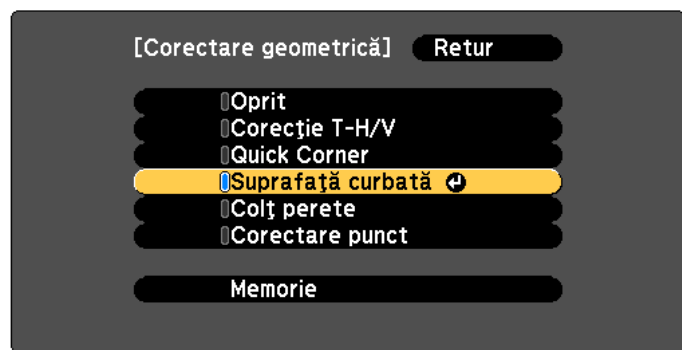 [Corectare geometrică] Retur
Oprit
Corecţie T-H/V
Quick Corner
Suprafaţă curbată
Colţ perete
Corectare punct
Memorie